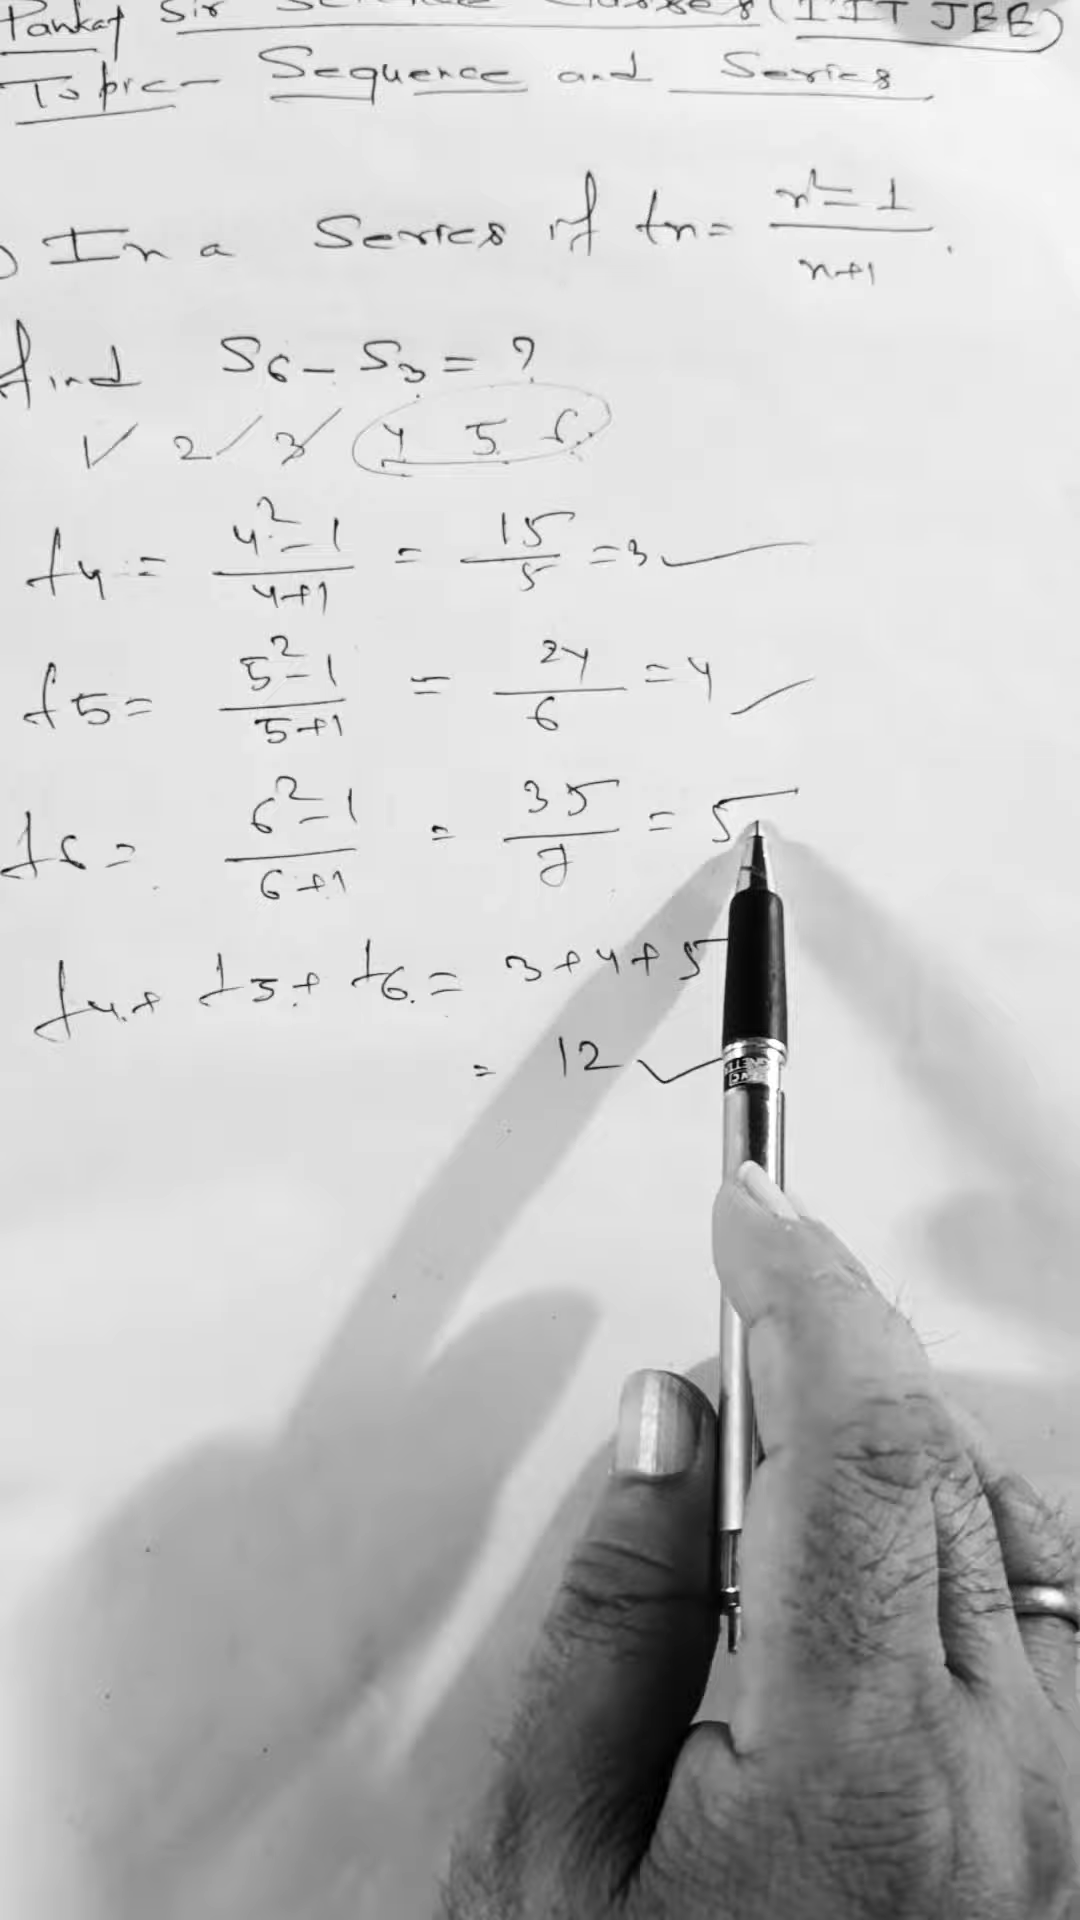 Pankaj Sir Science Classes (IIT JEE)
Topic- Sequence and Series
) In a Series if tn = n²-1 / n+1 .
find S6 - S3 = ?
1 2 3 4 5 6
t4 = 4²-1 / 4+1 = 15 / 5 = 3
t5 = 5²-1 / 5+1 = 24 / 6 = 4
t6 = 6²-1 / 6+1 = 35 / 7 = 5
t4 + t5 + t6 = 3+4+5
= 12